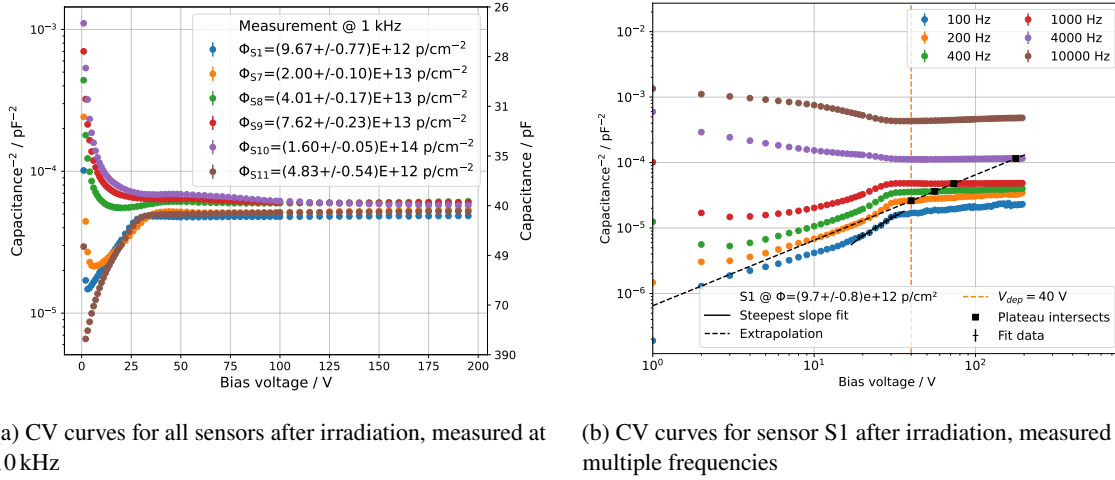 10⁻³
10⁻⁴
10⁻⁵
Capacitance⁻² / pF⁻²
Measurement @ 1 kHz
Φ_S1=(9.67+/-0.77)E+12 p/cm⁻²
Φ_S7=(2.00+/-0.10)E+13 p/cm⁻²
Φ_S8=(4.01+/-0.17)E+13 p/cm⁻²
Φ_S9=(7.62+/-0.23)E+13 p/cm⁻²
Φ_S10=(1.60+/-0.05)E+14 p/cm⁻²
Φ_S11=(4.83+/-0.54)E+12 p/cm⁻²
26
28
31
35
40
49
70
390
Capacitance / pF
0 25 50 75 100 125 150 175 200
Bias voltage / V
10⁻²
10⁻³
10⁻⁴
10⁻⁵
10⁻⁶
Capacitance⁻² / pF⁻²
100 Hz 1000 Hz
200 Hz 4000 Hz
400 Hz 10000 Hz
S1 @ Φ=(9.7+/-0.8)e+12 p/cm²
Steepest slope fit
Extrapolation
V_dep = 40 V
Plateau intersects
Fit data
10⁰ 10¹ 10²
Bias voltage / V
a) CV curves for all sensors after irradiation, measured at
10 kHz
(b) CV curves for sensor S1 after irradiation, measured
multiple frequencies